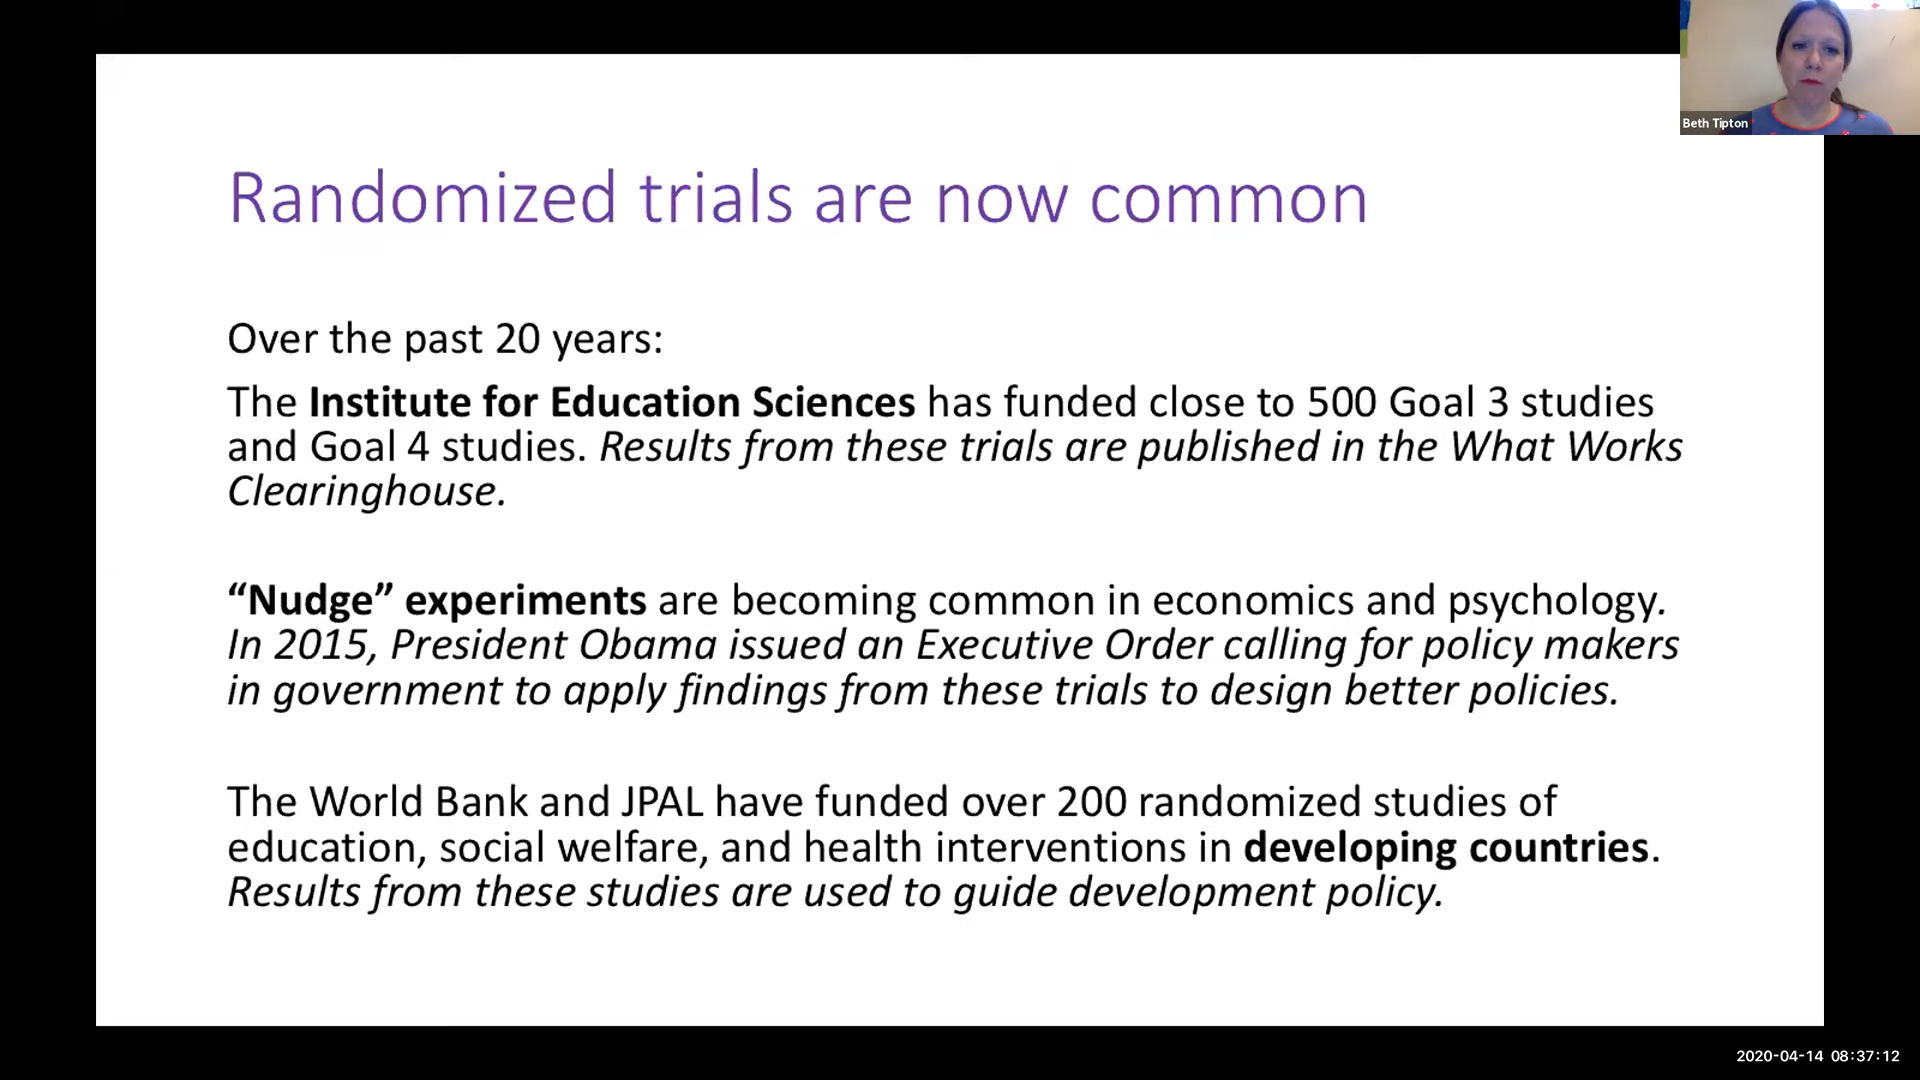 Beth Tipton
Randomized trials are now common
Over the past 20 years:
The Institute for Education Sciences has funded close to 500 Goal 3 studies
and Goal 4 studies. Results from these trials are published in the What Works
Clearinghouse.
“Nudge” experiments are becoming common in economics and psychology.
In 2015, President Obama issued an Executive Order calling for policy makers
in government to apply findings from these trials to design better policies.
The World Bank and JPAL have funded over 200 randomized studies of
education, social welfare, and health interventions in developing countries.
Results from these studies are used to guide development policy.
2020-04-14 08:37:12